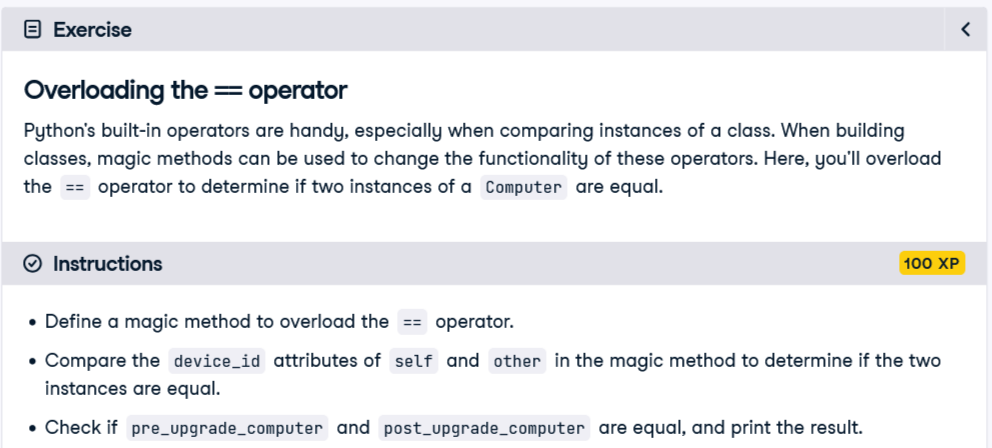 Exercise
Overloading the == operator
Python's built-in operators are handy, especially when comparing instances of a class. When building
classes, magic methods can be used to change the functionality of these operators. Here, you'll overload
the == operator to determine if two instances of a Computer are equal.
Instructions
100 XP
• Define a magic method to overload the == operator.
• Compare the device_id attributes of self and other in the magic method to determine if the two
instances are equal.
• Check if pre_upgrade_computer and post_upgrade_computer are equal, and print the result.